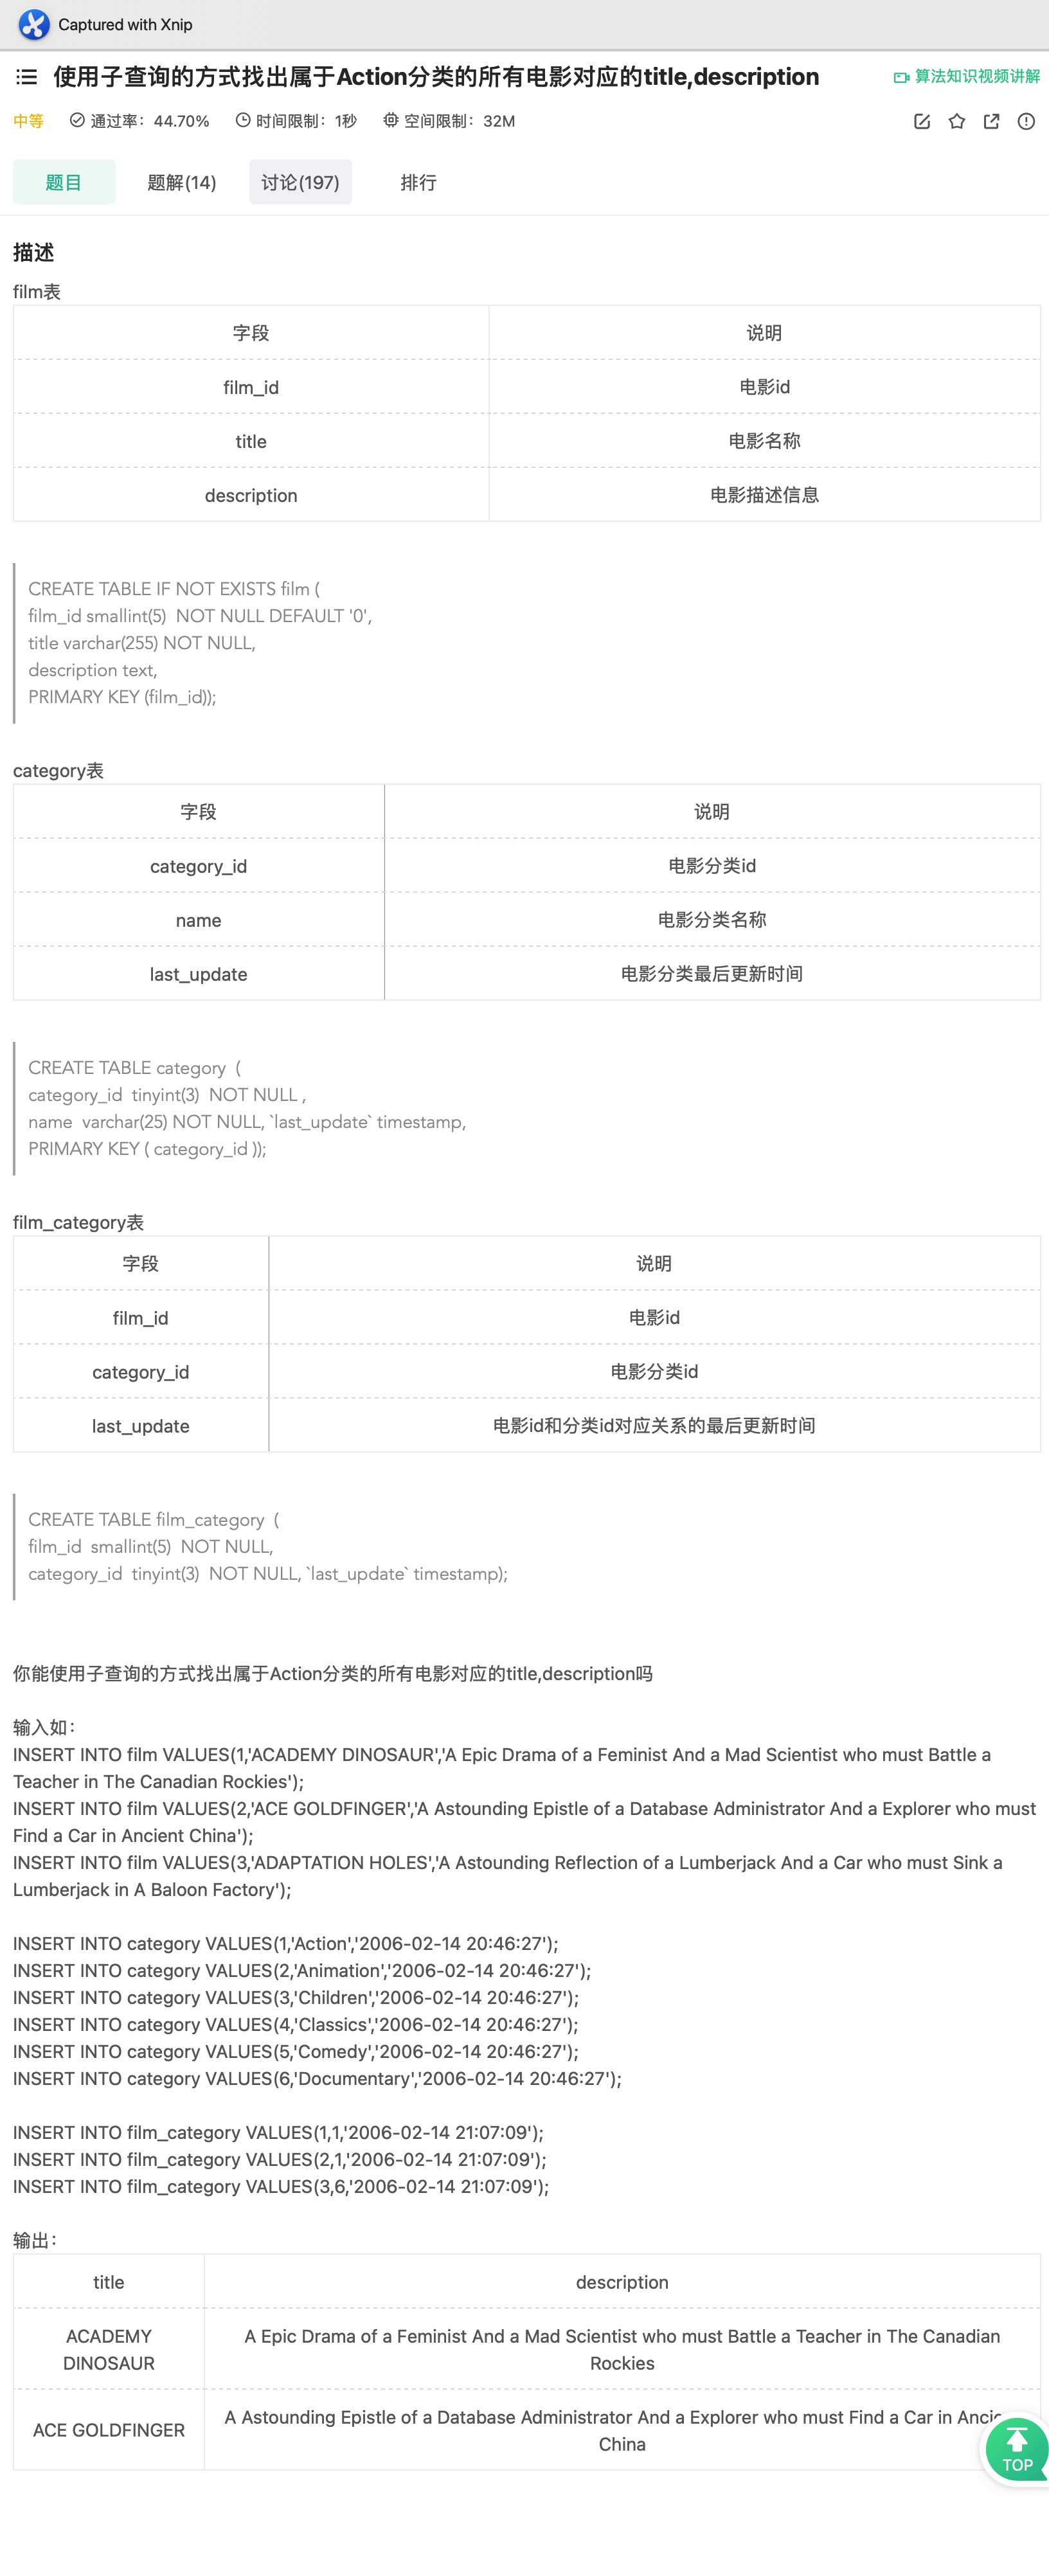 Captured with Xnip
使用子查询的方式找出属于Action分类的所有电影对应的title,description
算法知识视频讲解
中等 通过率：44.70% 时间限制：1秒 空间限制：32M
题目 题解(14) 讨论(197) 排行
描述
film表
字段 说明
film_id 电影id
title 电影名称
description 电影描述信息
CREATE TABLE IF NOT EXISTS film (
film_id smallint(5)  NOT NULL DEFAULT '0',
title varchar(255) NOT NULL,
description text,
PRIMARY KEY (film_id));
category表
字段 说明
category_id 电影分类id
name 电影分类名称
last_update 电影分类最后更新时间
CREATE TABLE category  (
category_id  tinyint(3)  NOT NULL ,
name  varchar(25) NOT NULL, `last_update` timestamp,
PRIMARY KEY ( category_id ));
film_category表
字段 说明
film_id 电影id
category_id 电影分类id
last_update 电影id和分类id对应关系的最后更新时间
CREATE TABLE film_category  (
film_id  smallint(5)  NOT NULL,
category_id  tinyint(3)  NOT NULL, `last_update` timestamp);
你能使用子查询的方式找出属于Action分类的所有电影对应的title,description吗
输入如：
INSERT INTO film VALUES(1,'ACADEMY DINOSAUR','A Epic Drama of a Feminist And a Mad Scientist who must Battle a
Teacher in The Canadian Rockies');
INSERT INTO film VALUES(2,'ACE GOLDFINGER','A Astounding Epistle of a Database Administrator And a Explorer who must
Find a Car in Ancient China');
INSERT INTO film VALUES(3,'ADAPTATION HOLES','A Astounding Reflection of a Lumberjack And a Car who must Sink a
Lumberjack in A Baloon Factory');
INSERT INTO category VALUES(1,'Action','2006-02-14 20:46:27');
INSERT INTO category VALUES(2,'Animation','2006-02-14 20:46:27');
INSERT INTO category VALUES(3,'Children','2006-02-14 20:46:27');
INSERT INTO category VALUES(4,'Classics','2006-02-14 20:46:27');
INSERT INTO category VALUES(5,'Comedy','2006-02-14 20:46:27');
INSERT INTO category VALUES(6,'Documentary','2006-02-14 20:46:27');
INSERT INTO film_category VALUES(1,1,'2006-02-14 21:07:09');
INSERT INTO film_category VALUES(2,1,'2006-02-14 21:07:09');
INSERT INTO film_category VALUES(3,6,'2006-02-14 21:07:09');
输出：
title description
ACADEMY
DINOSAUR
A Epic Drama of a Feminist And a Mad Scientist who must Battle a Teacher in The Canadian
Rockies
ACE GOLDFINGER
A Astounding Epistle of a Database Administrator And a Explorer who must Find a Car in
China
TOP